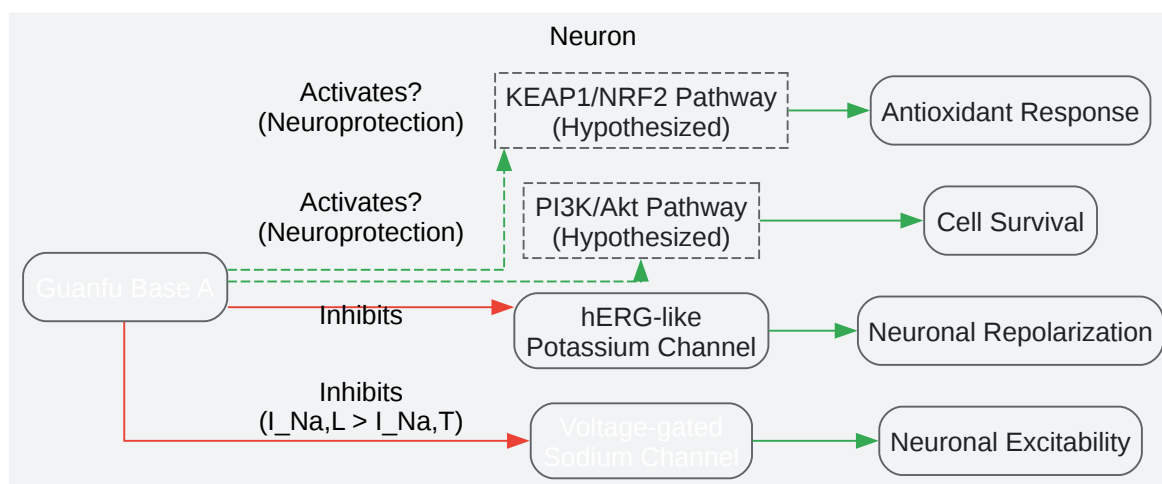 Neuron
Activates?
(Neuroprotection)
KEAP1/NRF2 Pathway
(Hypothesized)
Antioxidant Response
Activates?
(Neuroprotection)
PI3K/Akt Pathway
(Hypothesized)
Cell Survival
Guanfu Base A
Inhibits
hERG-like
Potassium Channel
Neuronal Repolarization
Inhibits
(I_Na,L > I_Na,T)
Voltage-gated
Sodium Channel
Neuronal Excitability